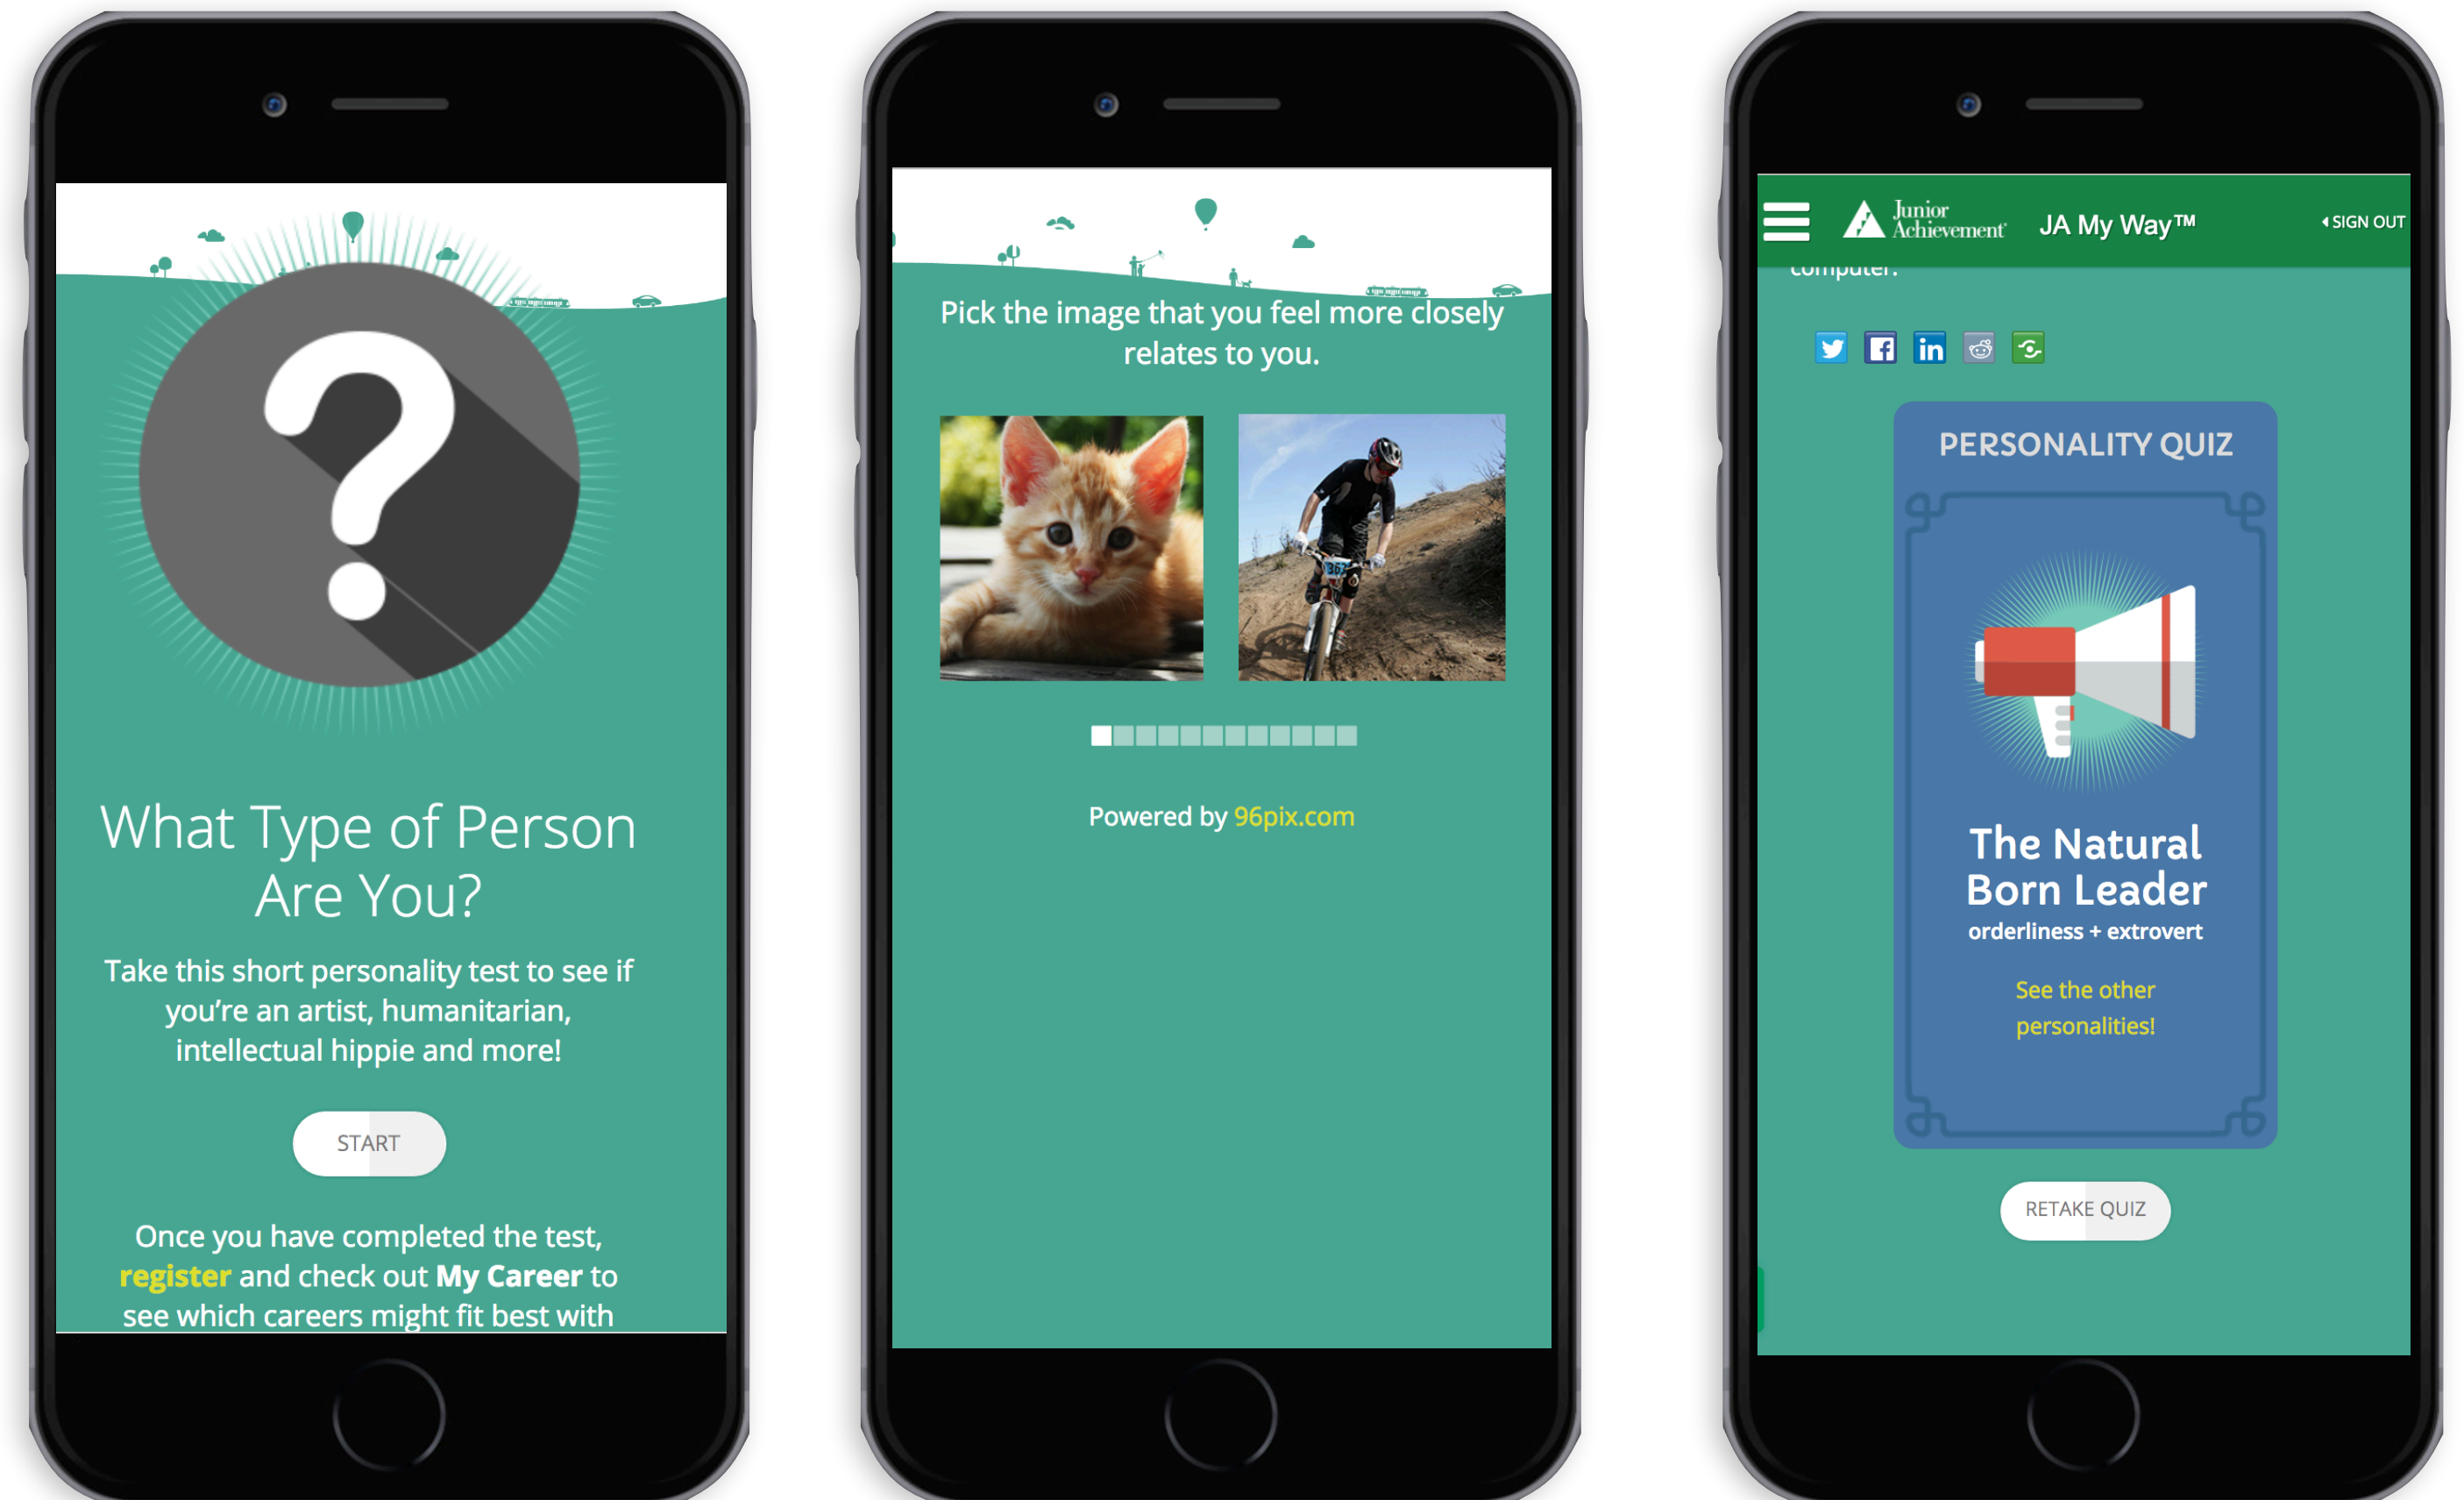 What Type of Person
Are You?
Take this short personality test to see if
you’re an artist, humanitarian,
intellectual hippie and more!
START
Once you have completed the test,
register and check out My Career to
see which careers might fit best with
Pick the image that you feel more closely
relates to you.
367
Powered by 96pix.com
Junior
Achievement®
JA My Way™
SIGN OUT
computer.
in
PERSONALITY QUIZ
The Natural
Born Leader
orderliness + extrovert
See the other
personalities!
RETAKE QUIZ